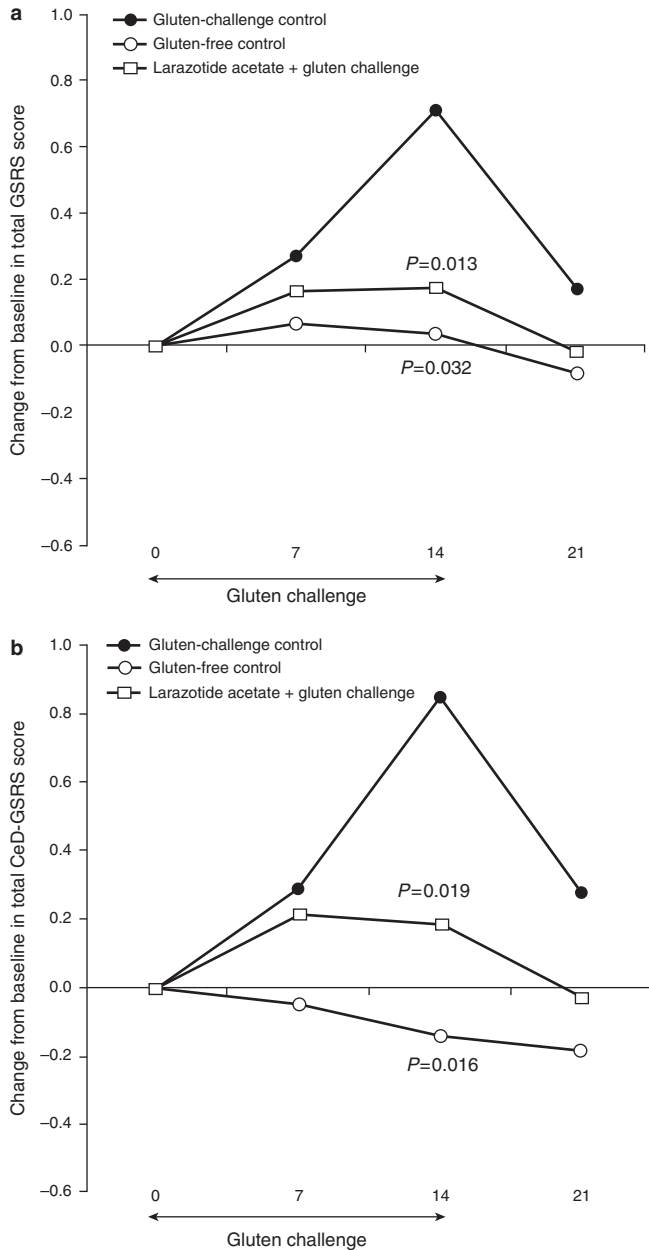 a
Gluten-challenge control
Gluten-free control
Larazotide acetate + gluten challenge
Change from baseline in total GSRS score
1.0
0.8
0.6
0.4
0.2
0.0
–0.2
–0.4
–0.6
P=0.013
P=0.032
0 7 14 21
Gluten challenge
b
Gluten-challenge control
Gluten-free control
Larazotide acetate + gluten challenge
Change from baseline in total CeD-GSRS score
1.0
0.8
0.6
0.4
0.2
0.0
–0.2
–0.4
–0.6
P=0.019
P=0.016
0 7 14 21
Gluten challenge